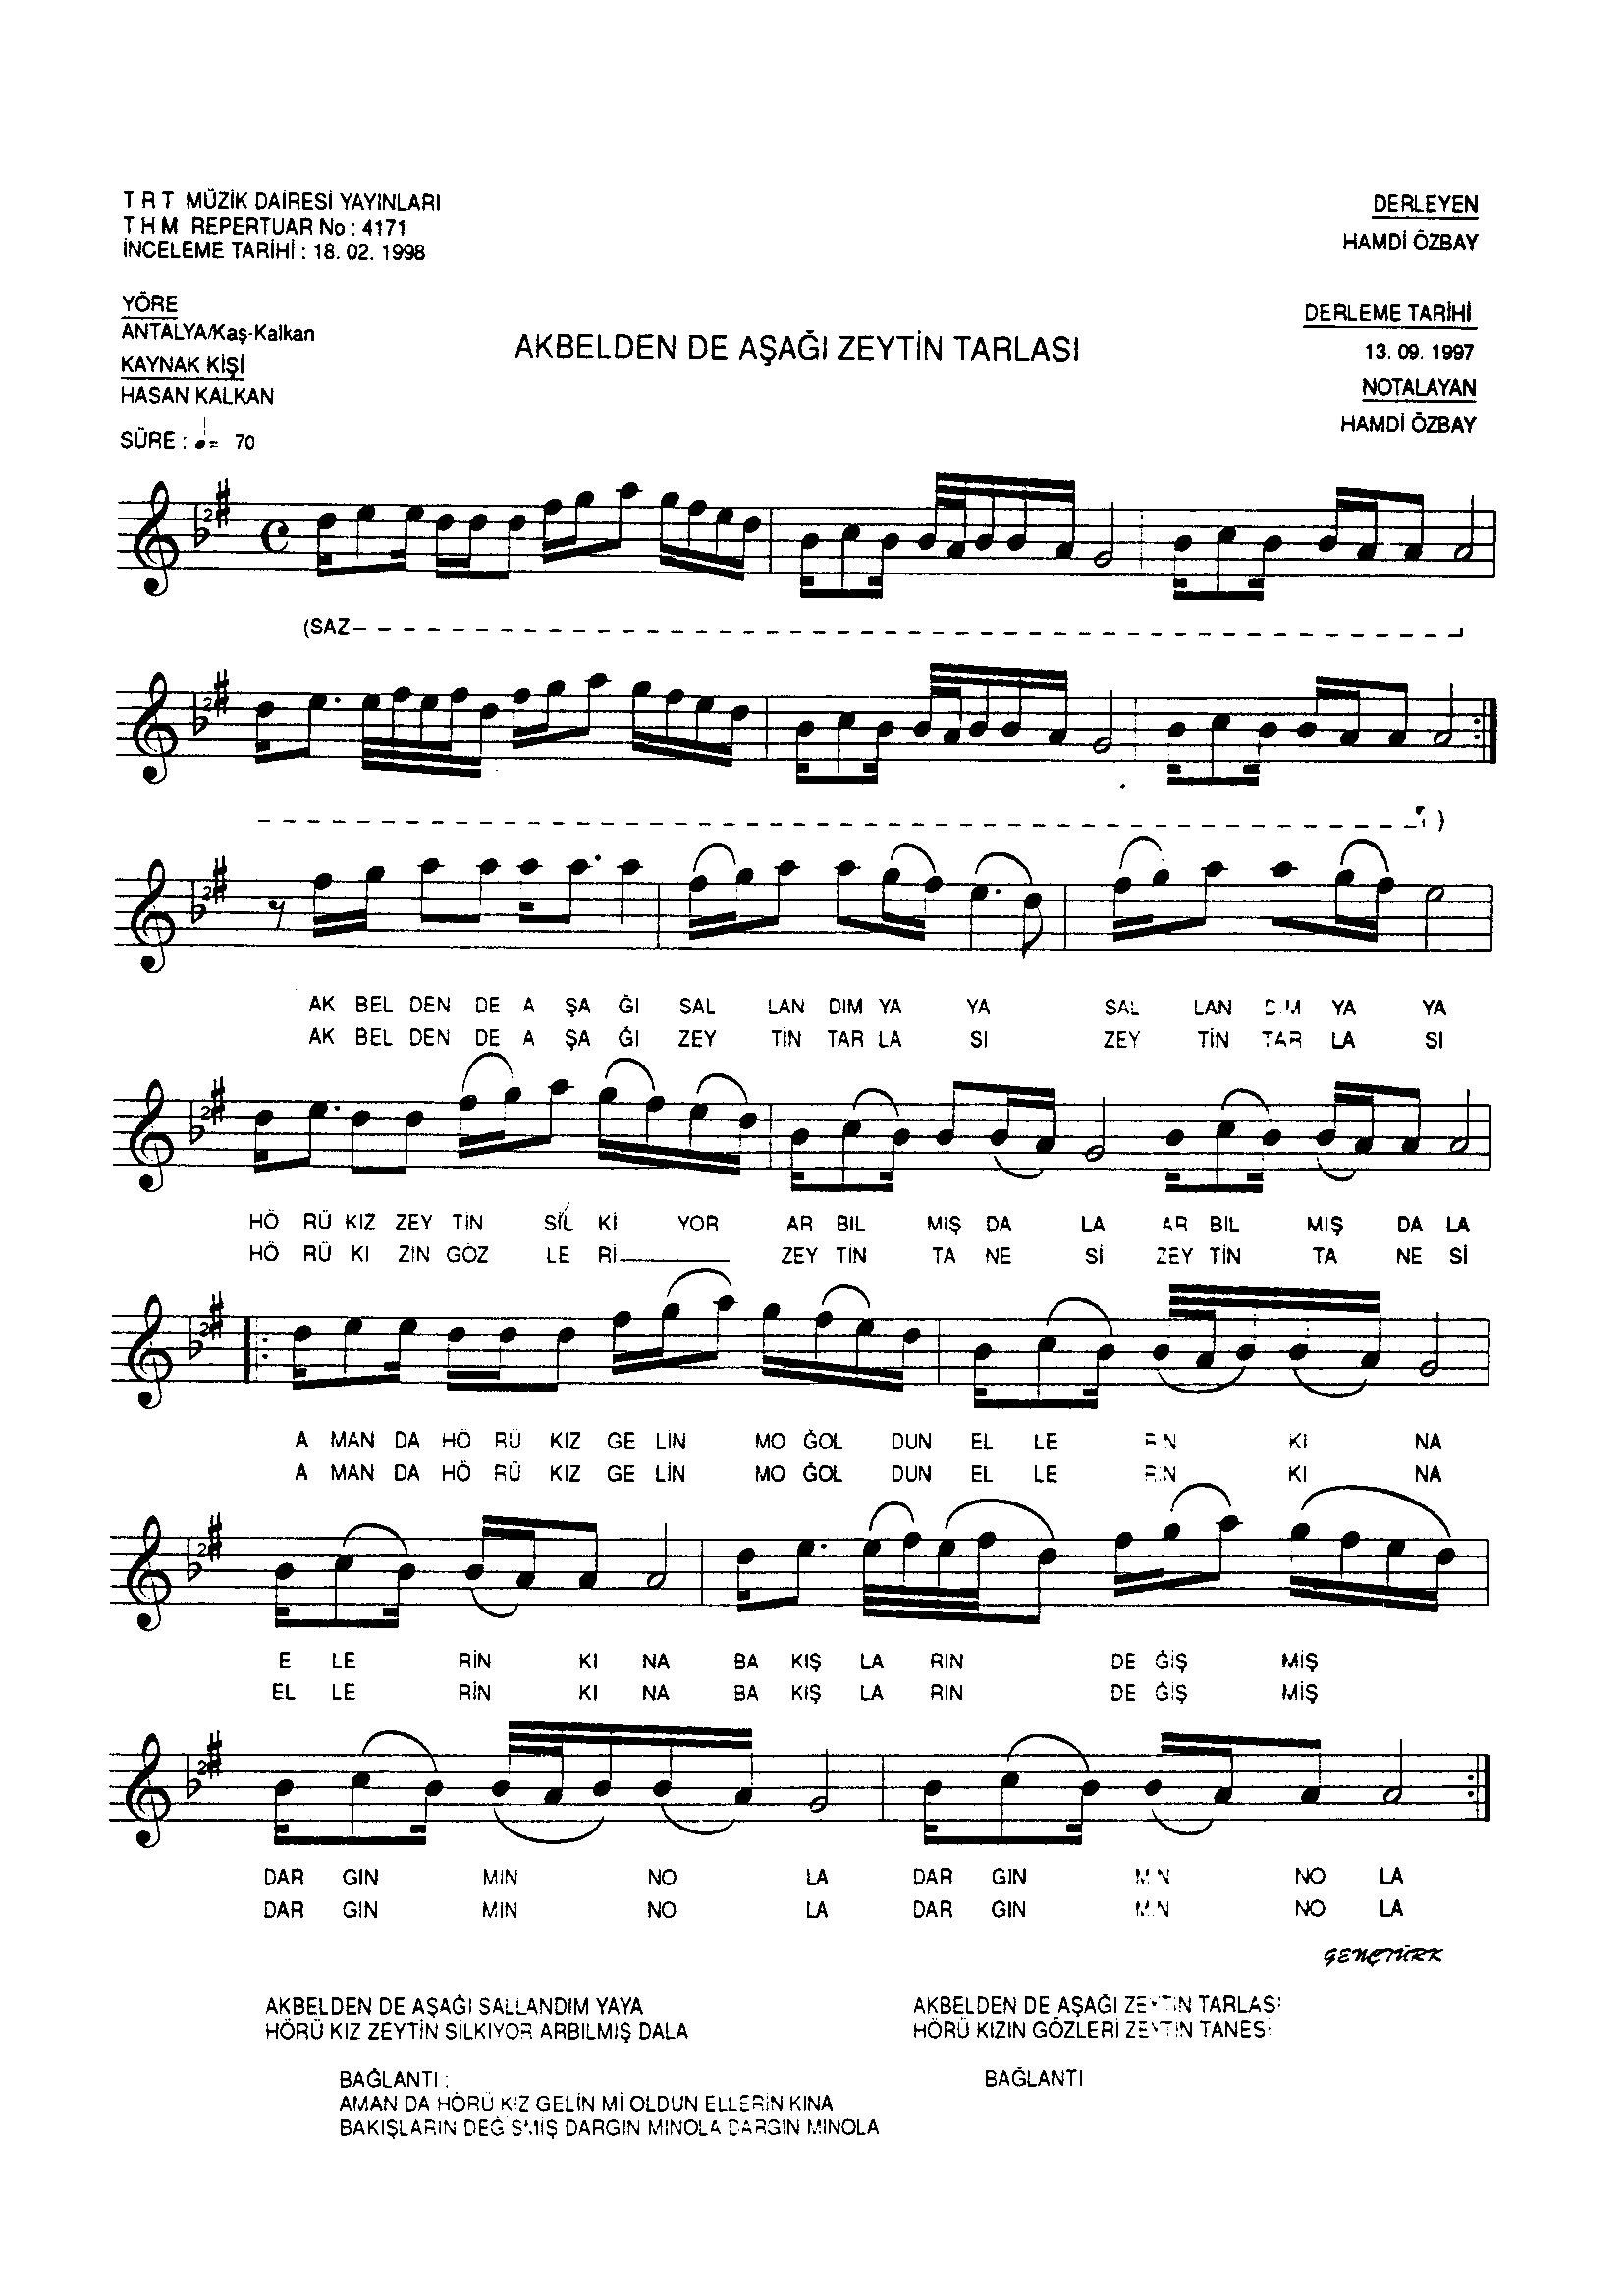 T R T MÜZİK DAİRESİ YAYINLARI
T H M REPERTUAR No : 4171
İNCELEME TARİHİ : 18. 02. 1998
DERLEYEN
HAMDİ ÖZBAY
YÖRE
ANTALYA/Kaş-Kalkan
KAYNAK KİŞİ
HASAN KALKAN
SÜRE : = 70
AKBELDEN DE AŞAĞI ZEYTİN TARLASI
DERLEME TARİHİ
13. 09. 1997
NOTALAYAN
HAMDİ ÖZBAY
(SAZ
)
AK BEL DEN DE A ŞA ĞI SAL LAN DIM YA YA SAL LAN DIM YA YA
AK BEL DEN DE A ŞA ĞI ZEY TİN TAR LA SI ZEY TİN TAR LA SI
HÖ RÜ KIZ ZEY TİN SİL Kİ YOR AR BIL MIŞ DA LA AR BIL MIŞ DA LA
HÖ RÜ KI ZIN GÖZ LE Rİ ZEY TİN TA NE Sİ ZEY TİN TA NE Sİ
A MAN DA HÖ RÜ KIZ GE LİN MO ĞOL DUN EL LE RİN KI NA
A MAN DA HÖ RÜ KIZ GE LİN MO ĞOL DUN EL LE RİN KI NA
E LE RİN KI NA BA KIŞ LA RIN DE ĞİŞ MİŞ
EL LE RİN KI NA BA KIŞ LA RIN DE ĞİŞ MİŞ
DAR GIN MIN NO LA DAR GIN MIN NO LA
DAR GIN MIN NO LA DAR GIN MIN NO LA
GENÇTÜRK
AKBELDEN DE AŞAĞI SALLANDIM YAYA
HÖRÜ KIZ ZEYTİN SİLKIYOR ARBILMIŞ DALA
BAĞLANTI :
AMAN DA HÖRÜ KIZ GELİN Mİ OLDUN ELLERİN KINA
BAKIŞLARIN DEĞİŞMİŞ DARGIN MINOLA DARGIN MINOLA
AKBELDEN DE AŞAĞI ZEYTİN TARLASI
HÖRÜ KIZIN GÖZLERİ ZEYTİN TANESİ
BAĞLANTI